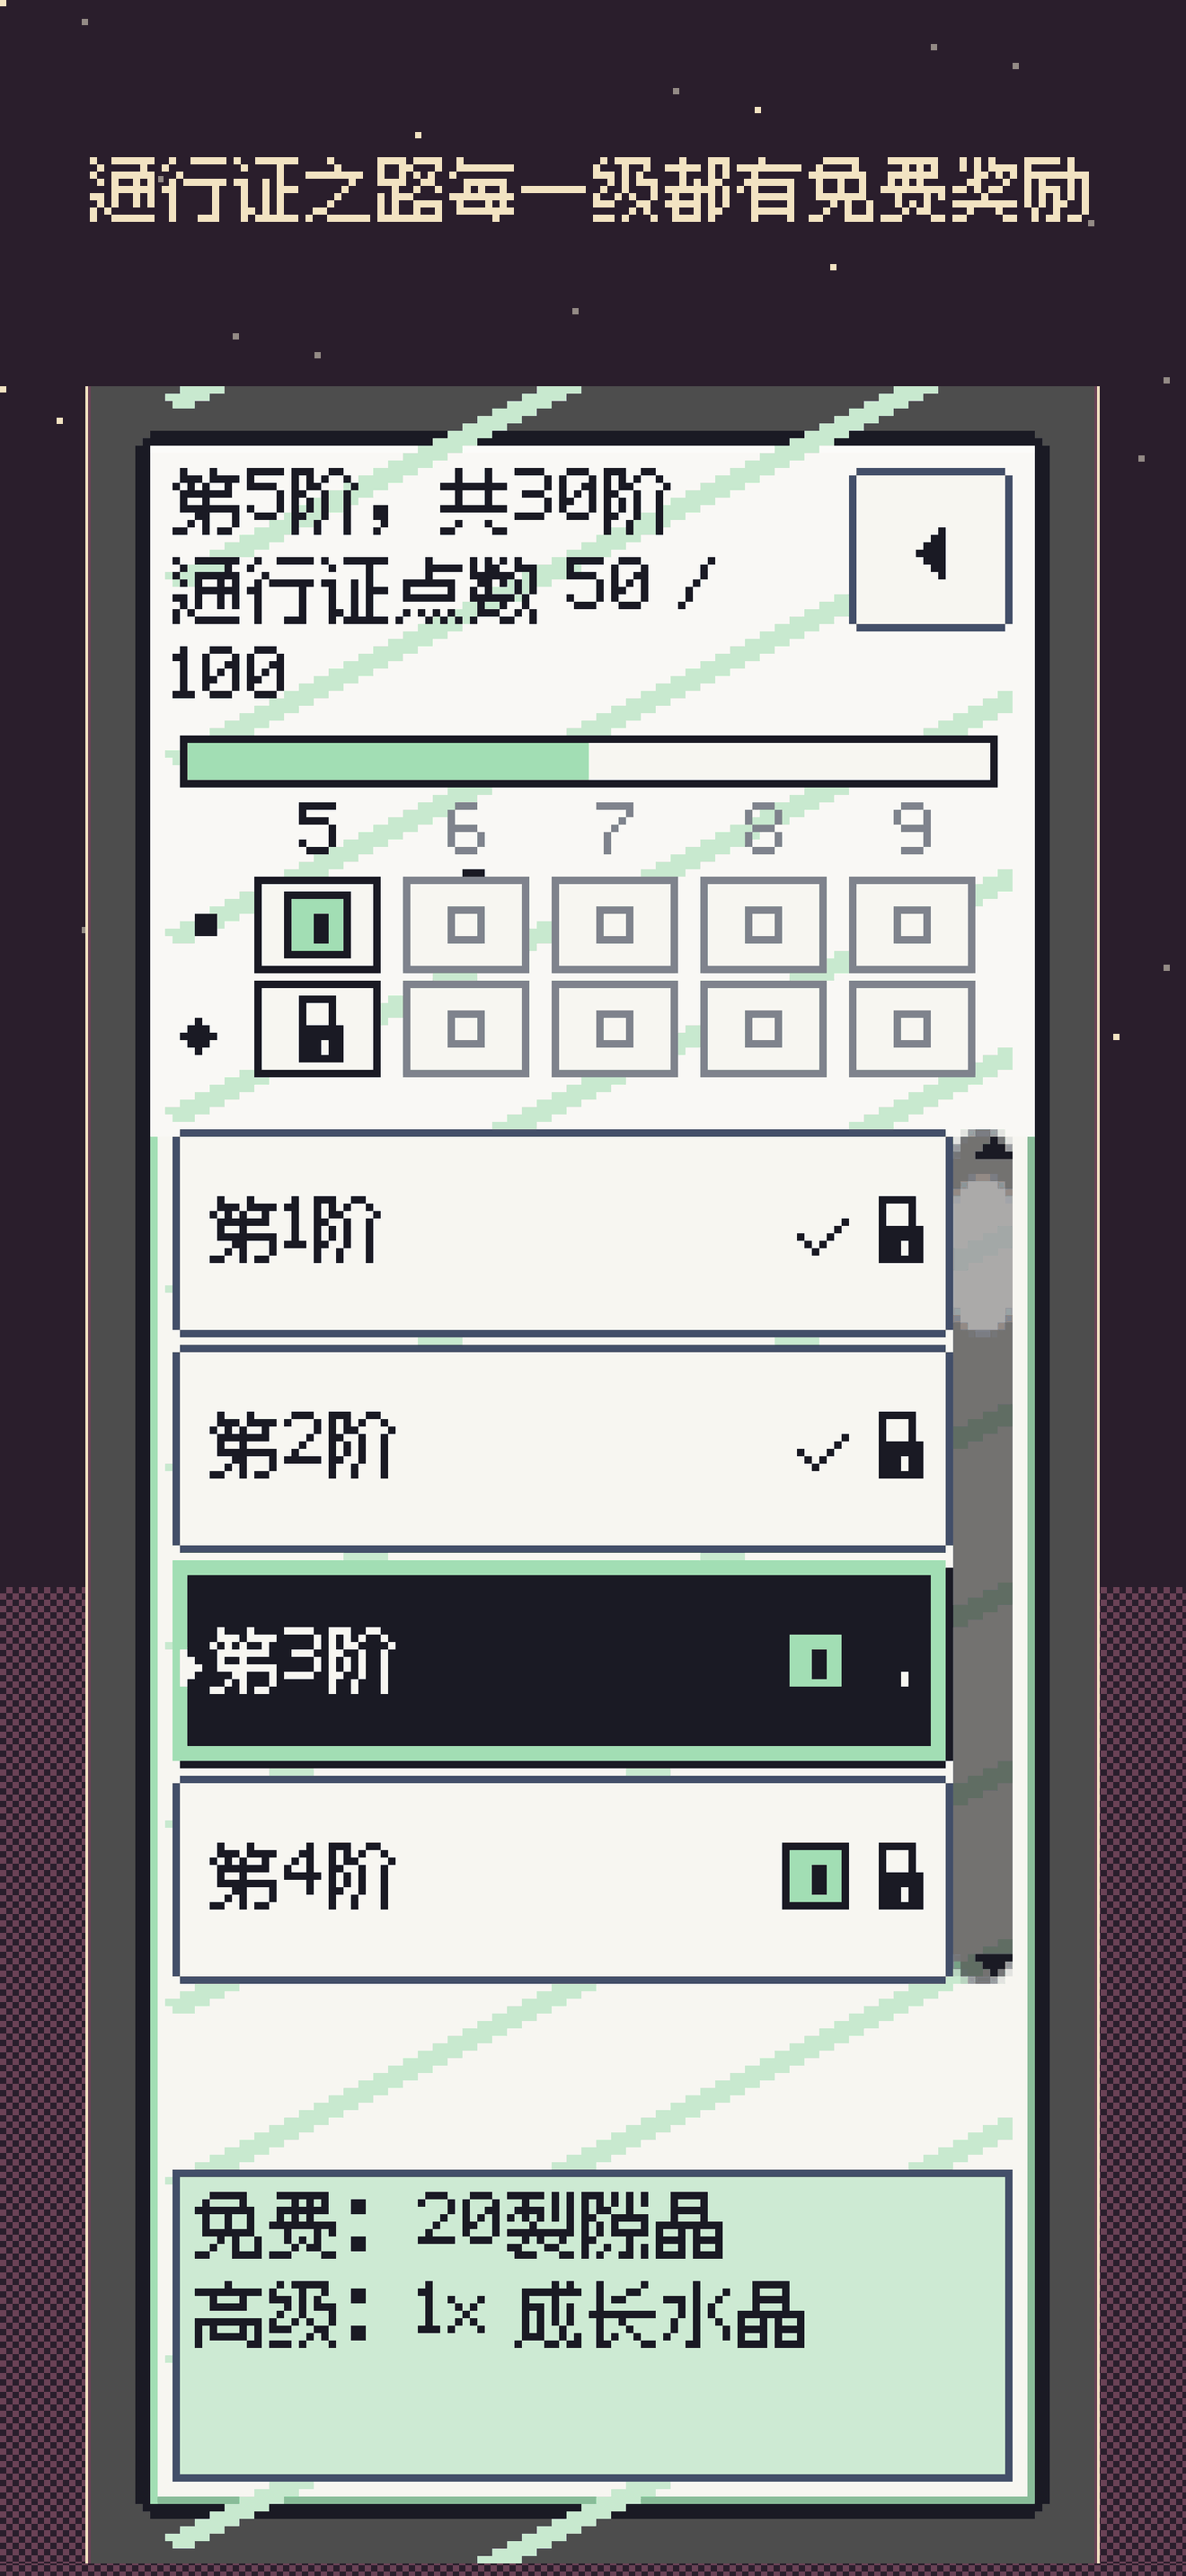 通行证之路每一级都有免费奖励
第5阶，共30阶
通行证点数 50 /
100
5 6 7 8 9
第1阶
第2阶
第3阶
第4阶
免费：20裂隙晶
高级：1x 成长水晶